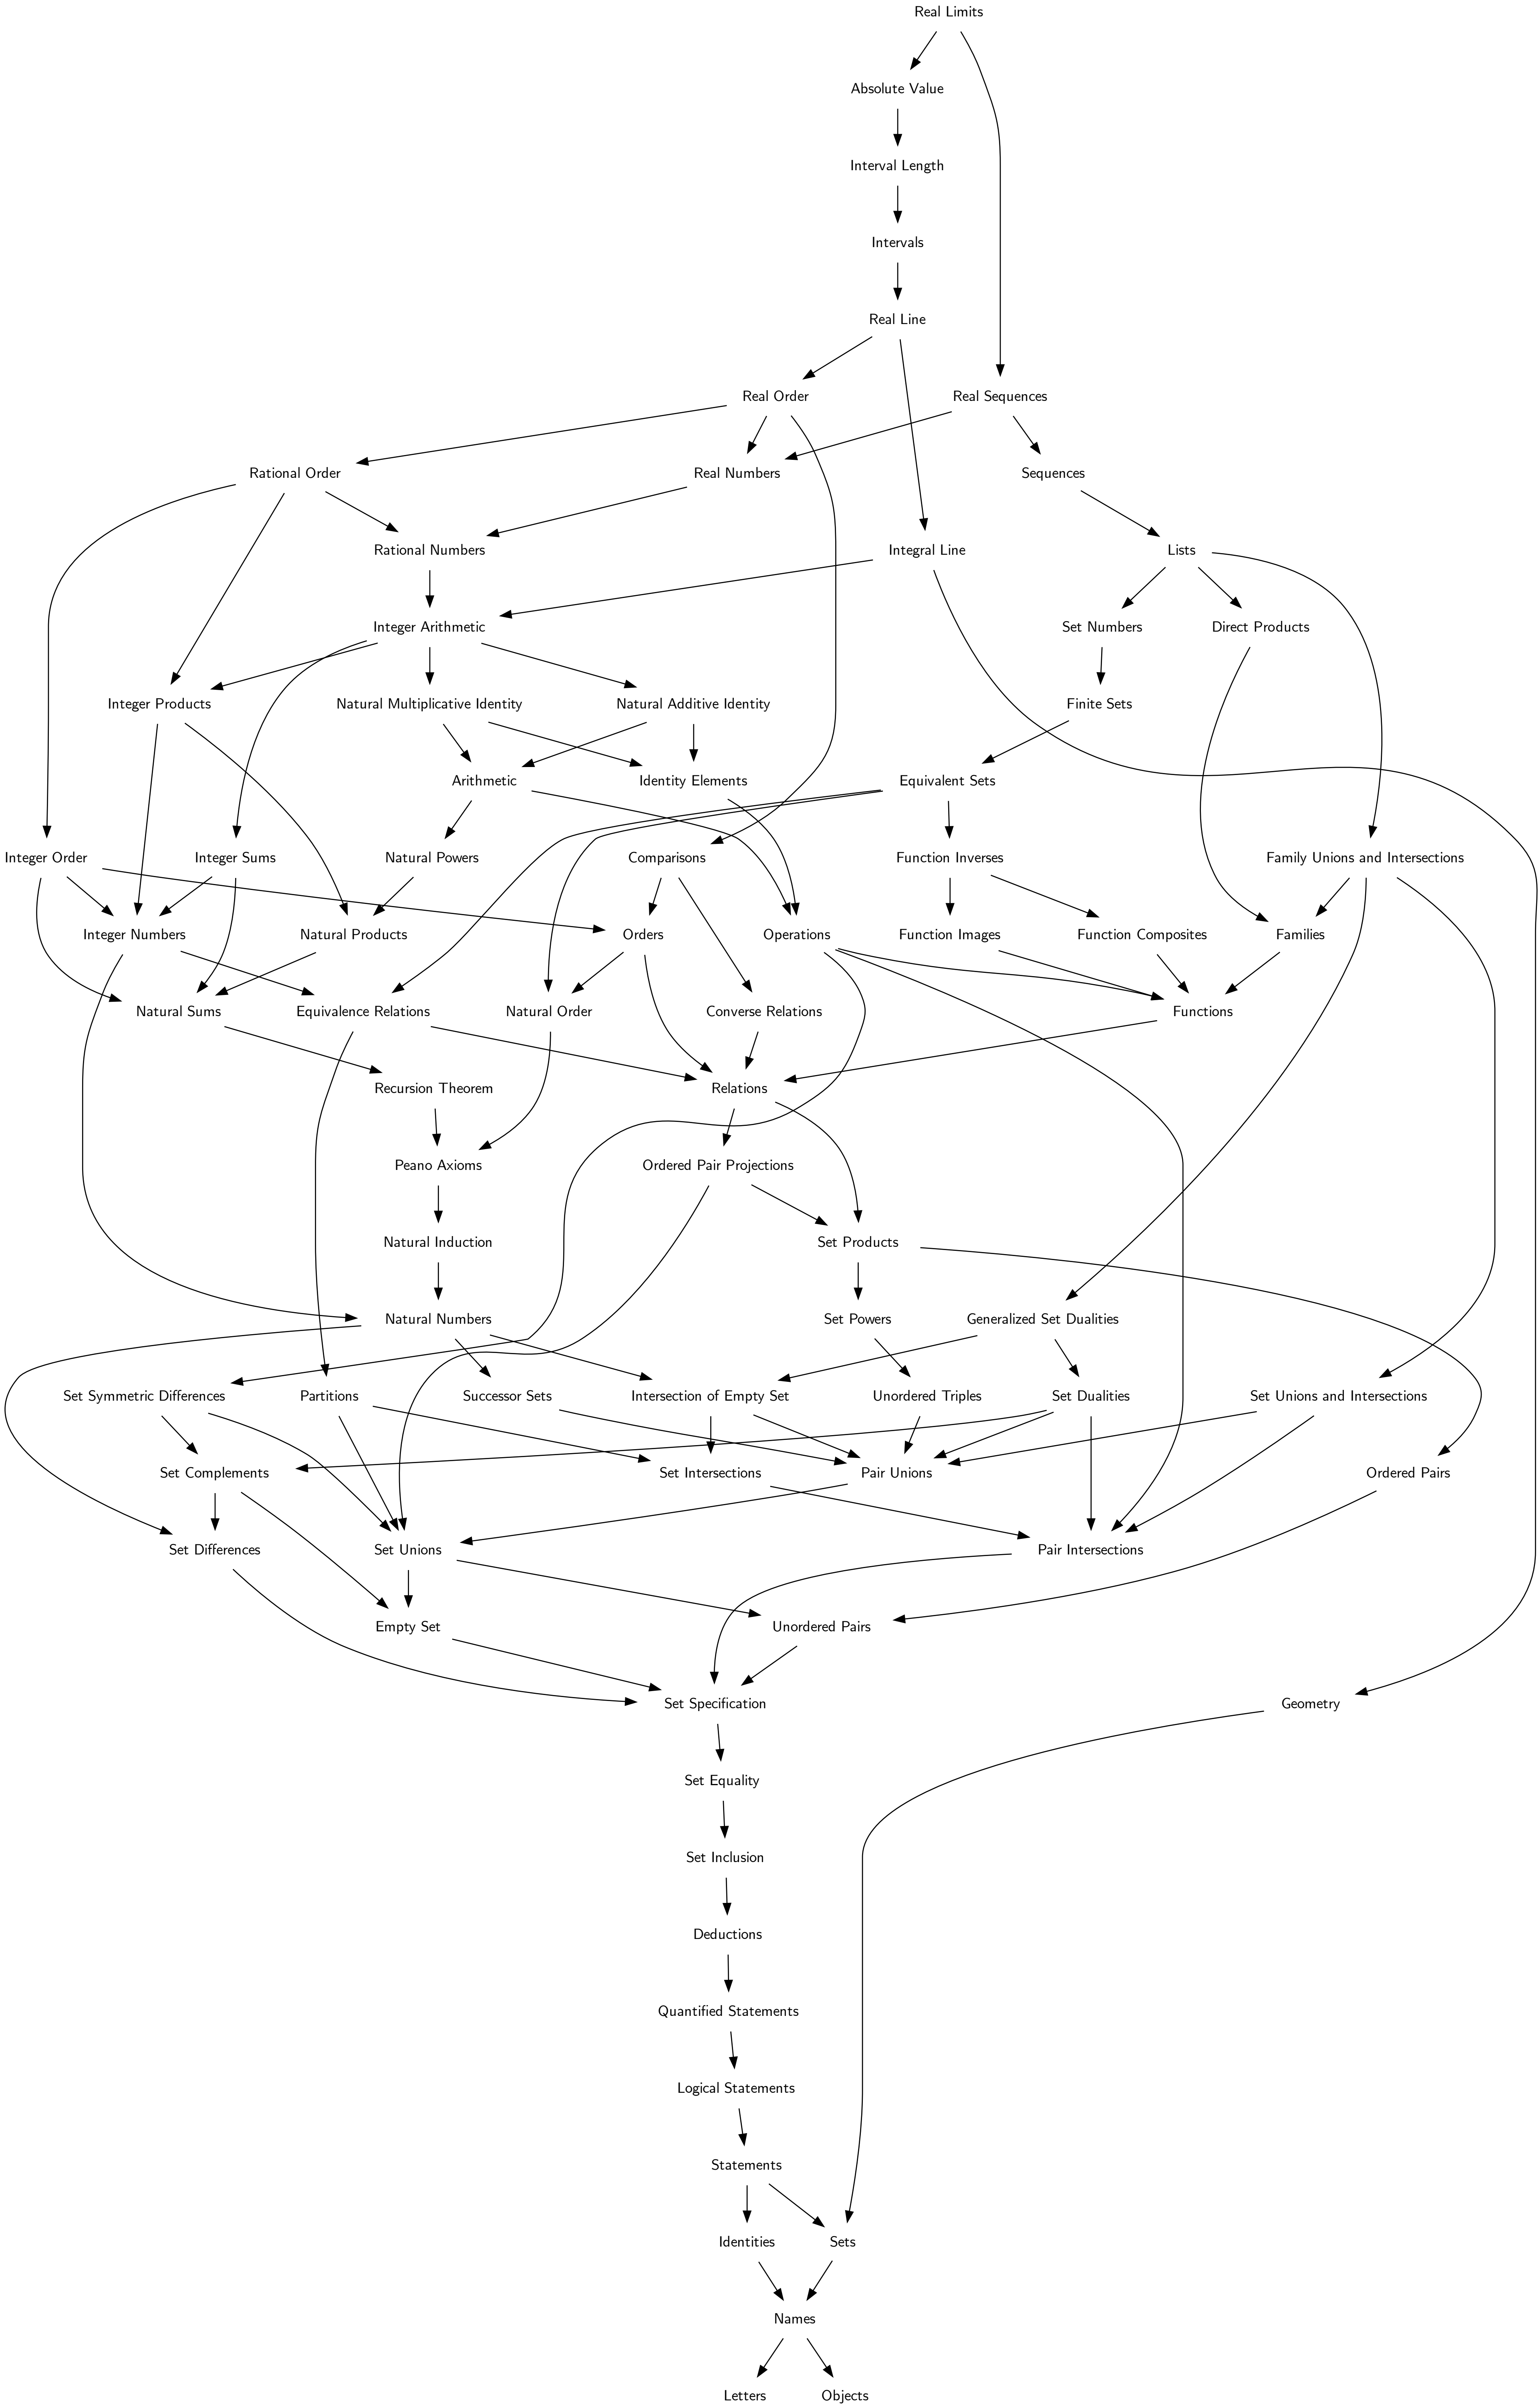 Real Limits
Absolute Value
Interval Length
Intervals
Real Line
Real Order
Real Sequences
Rational Order
Real Numbers
Sequences
Rational Numbers
Integral Line
Lists
Integer Arithmetic
Set Numbers
Direct Products
Integer Products
Natural Multiplicative Identity
Natural Additive Identity
Finite Sets
Arithmetic
Identity Elements
Equivalent Sets
Integer Order
Integer Sums
Natural Powers
Comparisons
Function Inverses
Family Unions and Intersections
Integer Numbers
Natural Products
Orders
Operations
Function Images
Function Composites
Families
Natural Sums
Equivalence Relations
Natural Order
Converse Relations
Functions
Recursion Theorem
Relations
Peano Axioms
Ordered Pair Projections
Natural Induction
Set Products
Natural Numbers
Set Powers
Generalized Set Dualities
Set Symmetric Differences
Partitions
Successor Sets
Intersection of Empty Set
Unordered Triples
Set Dualities
Set Unions and Intersections
Set Complements
Set Intersections
Pair Unions
Ordered Pairs
Set Differences
Set Unions
Pair Intersections
Empty Set
Unordered Pairs
Set Specification
Geometry
Set Equality
Set Inclusion
Deductions
Quantified Statements
Logical Statements
Statements
Identities
Sets
Names
Letters
Objects